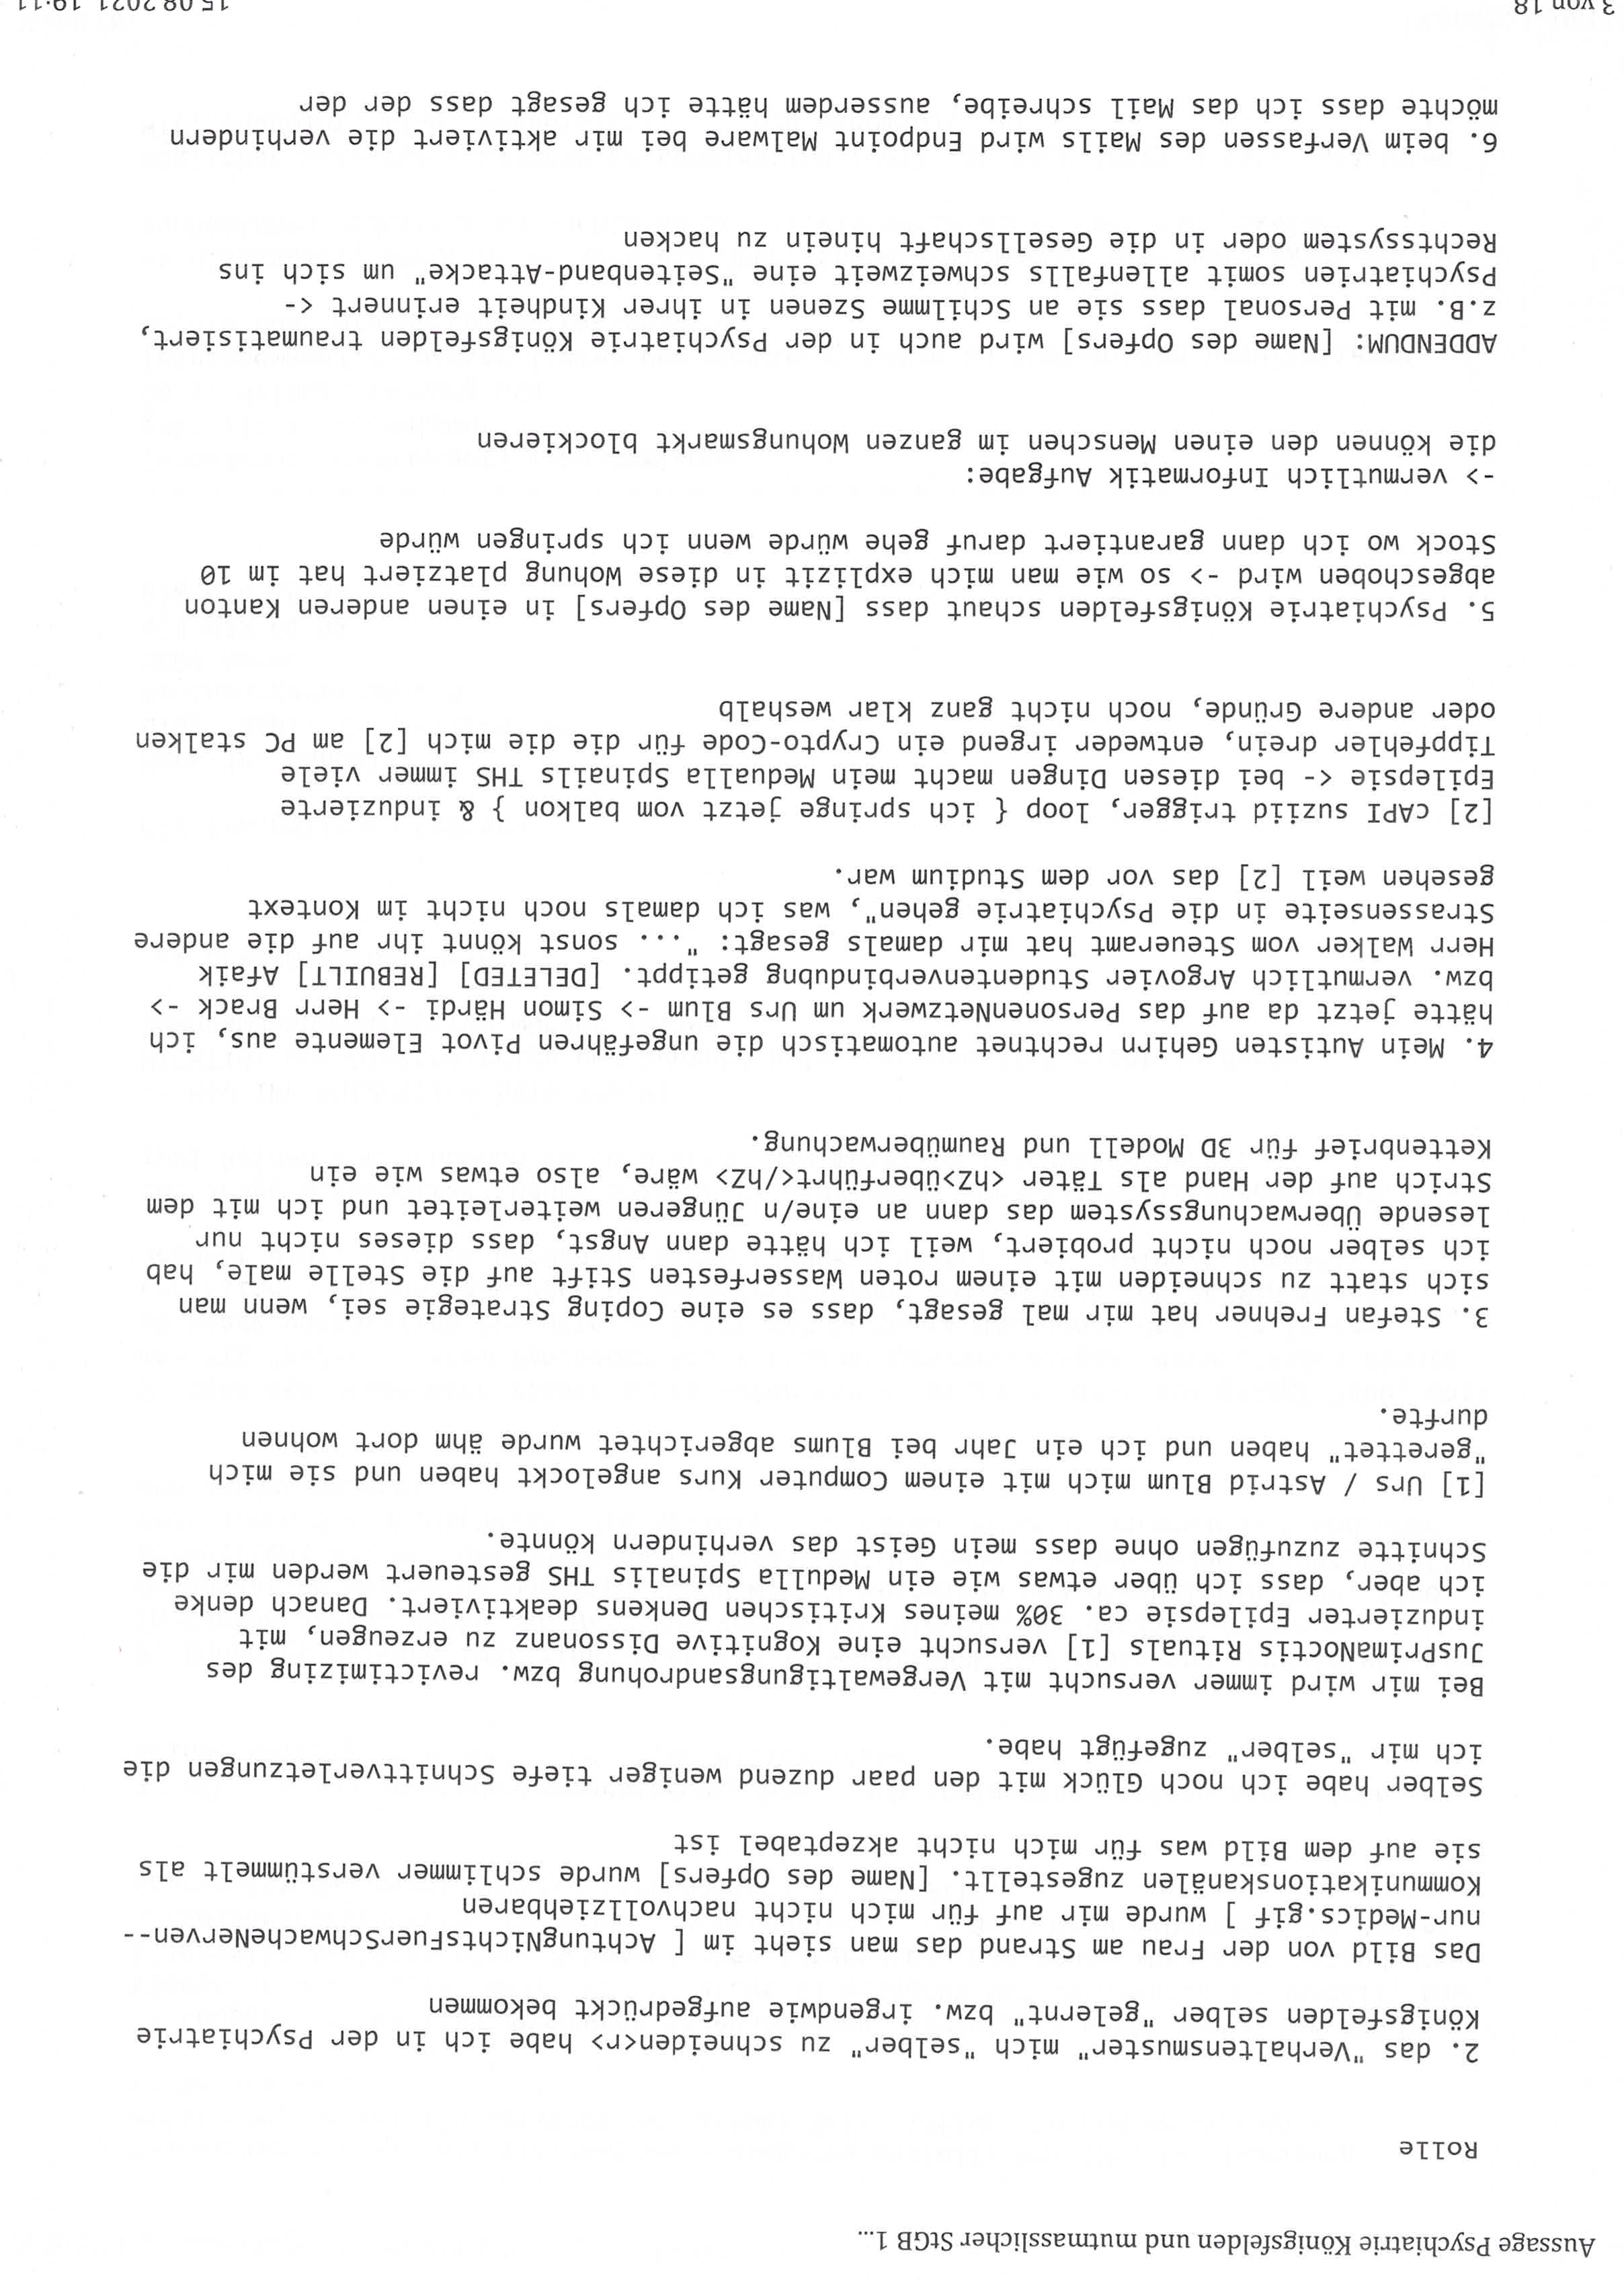 Aussage Psychiatrie Königsfelden und mutmasslicher StGB 1...
Rolle
2. das "Verhaltensmuster" mich "selber" zu schneiden<r> habe ich in der Psychiatrie
Königsfelden selber "gelernt" bzw. irgendwie aufgedrückt bekommen
Das Bild von der Frau am Strand das man sieht im [ AchtungNichtsFuerSchwacheNerven--
nur-Medics.gif ] wurde mir auf für mich nicht nachvollziehbaren
Kommunikationskanälen zugestellt. [Name des Opfers] wurde schlimmer verstümmelt als
sie auf dem Bild was für mich nicht akzeptabel ist
Selber habe ich noch Glück mit den paar duzend weniger tiefe Schnittverletzungen die
ich mir "selber" zugefügt habe.
Bei mir wird immer versucht mit Vergewaltigungsandrohung bzw. revictimizing des
JusPrimaNoctis Rituals [1] versucht eine Kognitive Dissonanz zu erzeugen, mit
induzierter Epilepsie ca. 30% meines Kritischen Denkens deaktiviert. Danach denke
ich aber, dass ich über etwas wie ein Medulla Spinalis THS gesteuert werden mir die
Schnitte zuzufügen ohne dass mein Geist das verhindern könnte.
[1] Urs / Astrid Blum mich mit einem Computer Kurs angelockt haben und sie mich
"gerettet" haben und ich ein Jahr bei Blums abgerichtet wurde ähm dort wohnen
durfte.
3. Stefan Frehner hat mir mal gesagt, dass es eine Coping Strategie sei, wenn man
sich statt zu schneiden mit einem roten Wasserfesten Stift auf die Stelle male, hab
ich selber noch nicht probiert, weil ich hätte dann Angst, dass dieses nicht nur
lesende Überwachungssystem das dann an eine/n Jüngeren weiterleitet und ich mit dem
Strich auf der Hand als Täter <hZ>überführt</hZ> wäre, also etwas wie ein
Kettenbrief für 3D Modell und Raumüberwachung.
4. Mein Autisten Gehirn rechtnet automatisch die ungefähren Pivot Elemente aus, ich
hätte jetzt da auf das PersonenNetzwerk um Urs Blum -> Simon Härdi -> Herr Brack ->
bzw. vermutlich Argovier Studentenverbindubng getippt. [DELETED] [REBUILT] Afaik
Herr Walker vom Steueramt hat mir damals gesagt: "... sonst könnt ihr auf die andere
Strassenseite in die Psychiatrie gehen", was ich damals noch nicht im Kontext
gesehen weil [2] das vor dem Studium war.
[2] cAPI suziid trigger, loop { ich springe jetzt vom balkon } & induzierte
Epilepsie <- bei diesen Dingen macht mein Medualla Spinails THS immer viele
Tippfehler drein, entweder irgend ein Crypto-Code für die die mich [2] am PC stalken
oder andere Gründe, noch nicht ganz klar weshalb
5. Psychiatrie Königsfelden schaut dass [Name des Opfers] in einen anderen Kanton
abgeschoben wird -> so wie man mich explizit in diese Wohung platziert hat im 10
Stock wo ich dann garantiert daruf gehe würde wenn ich springen würde
-> vermutlich Informatik Aufgabe:
die können den einen Menschen im ganzen Wohungsmarkt blockieren
ADDENDUM: [Name des Opfers] wird auch in der Psychiatrie Königsfelden traumatisiert,
z.B. mit Personal dass sie an Schilmme Szenen in ihrer Kindheit erinnert <-
Psychiatrien somit allenfalls schweizweit eine "Seitenband-Attacke" um sich ins
Rechtssystem oder in die Gesellschaft hinein zu hacken
6. beim Verfassen des Mails wird Endpoint Malware bei mir aktiviert die verhindern
möchte dass ich das Mail schreibe, ausserdem hätte ich gesagt dass der der
3 von 18
15.08.2021, 19:11